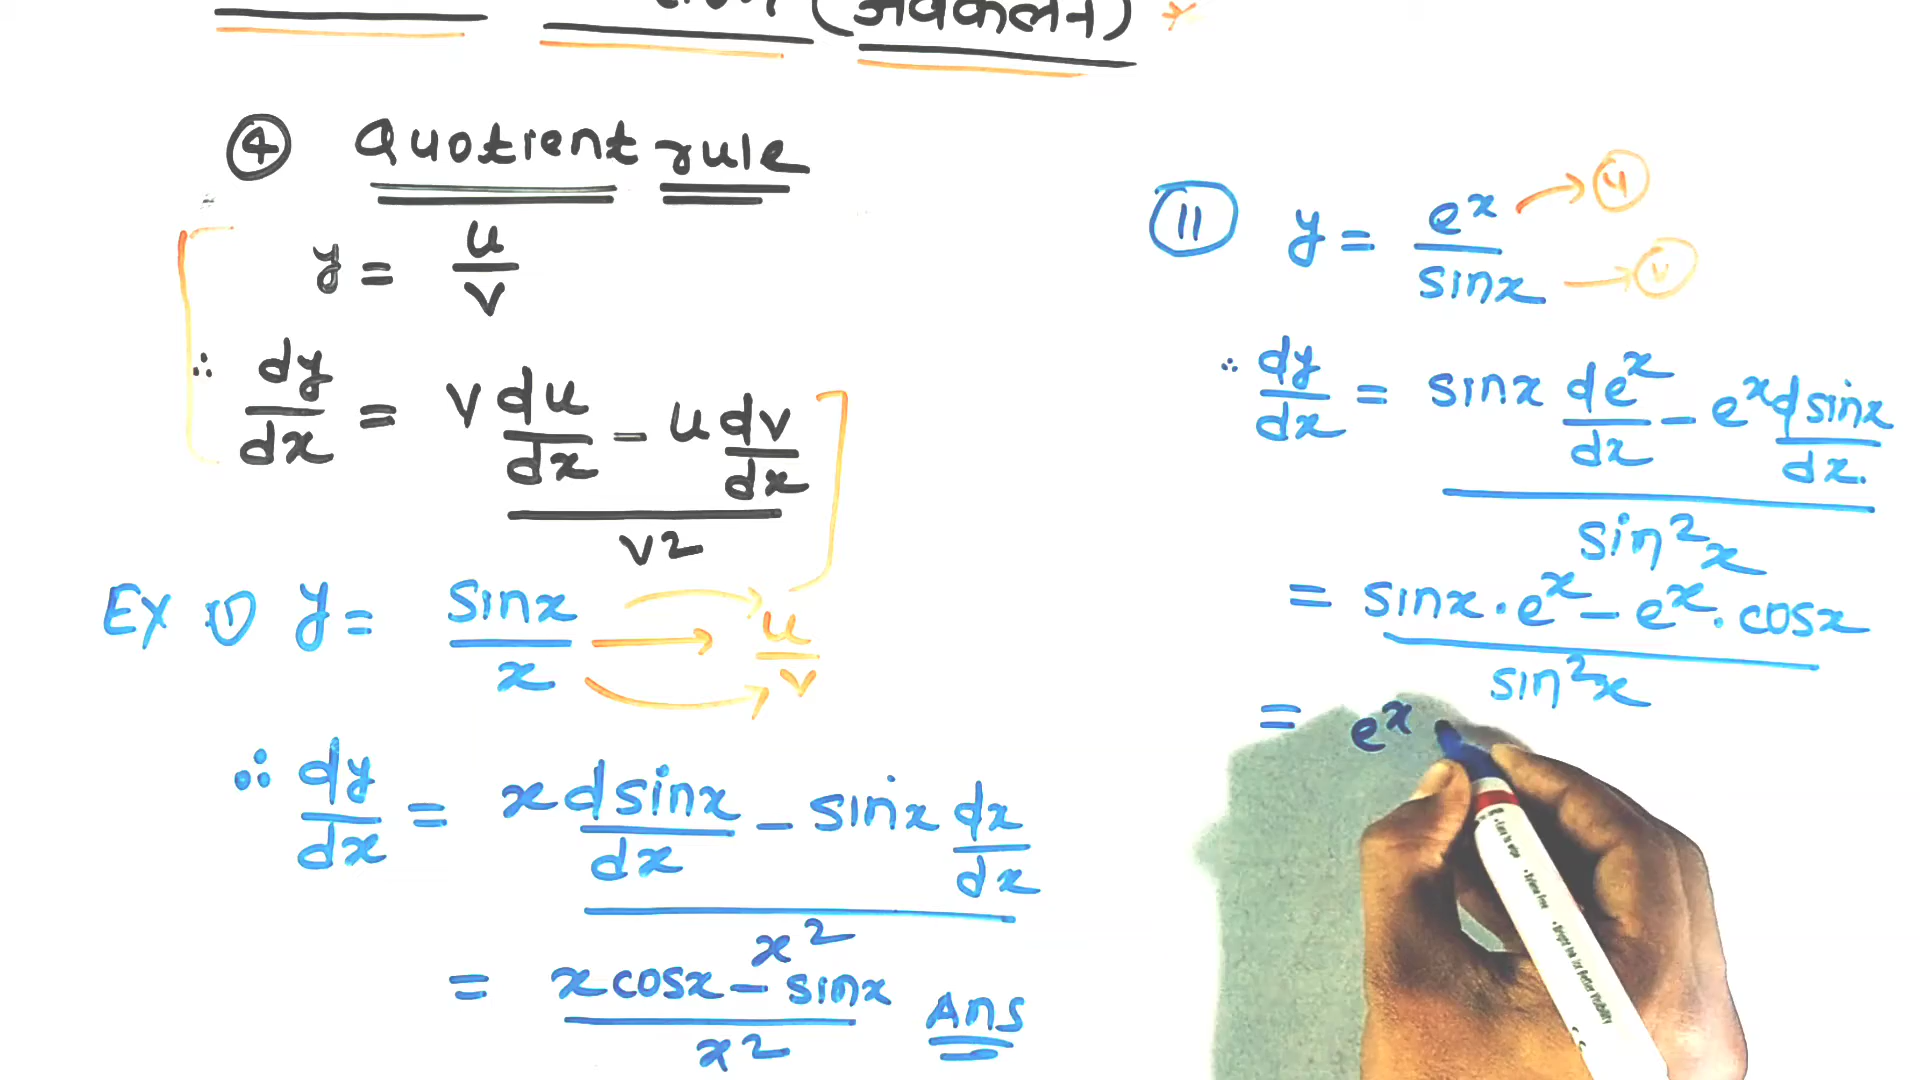 (अवकलन) *
④ Quotient rule
y = u/v
∴ dy/dx = (v du/dx - u dv/dx)/v2
EX ① y = sinx/x → u/v
∴ dy/dx = (x dsinx/dx - sinx dx/dx)/x²
= (x cosx - sinx)/x2 Ans
⑪ y = e^x/sinx → u → v
∴ dy/dx = (sinx de^x/dx - e^x dsinx/dx.)/sin²x
= (sinx·e^x - e^x·cosx)/sin²x
= e^x